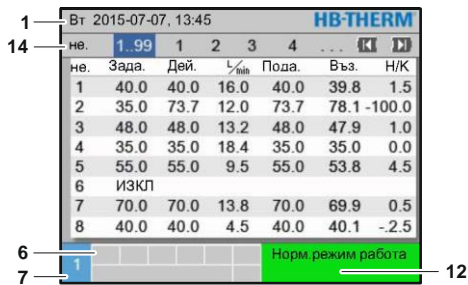 1 Вт 2015-07-07, 13:45 HB-THERM
14 не. 1..99 1 2 3 4 ...
не. Зада. Дей. L/min Пода. Въз. Н/К
1 40.0 40.0 16.0 40.0 39.8 1.5
2 35.0 73.7 12.0 73.7 78.1 -100.0
3 48.0 48.0 13.2 48.0 47.9 1.0
4 35.0 35.0 18.4 35.0 35.0 0.0
5 55.0 55.0 9.5 55.0 53.8 4.5
6 ИЗКЛ
7 70.0 70.0 13.8 70.0 69.9 0.5
8 40.0 40.0 4.5 40.0 40.1 -.2.5
6 1 Норм.режим работа
7 12